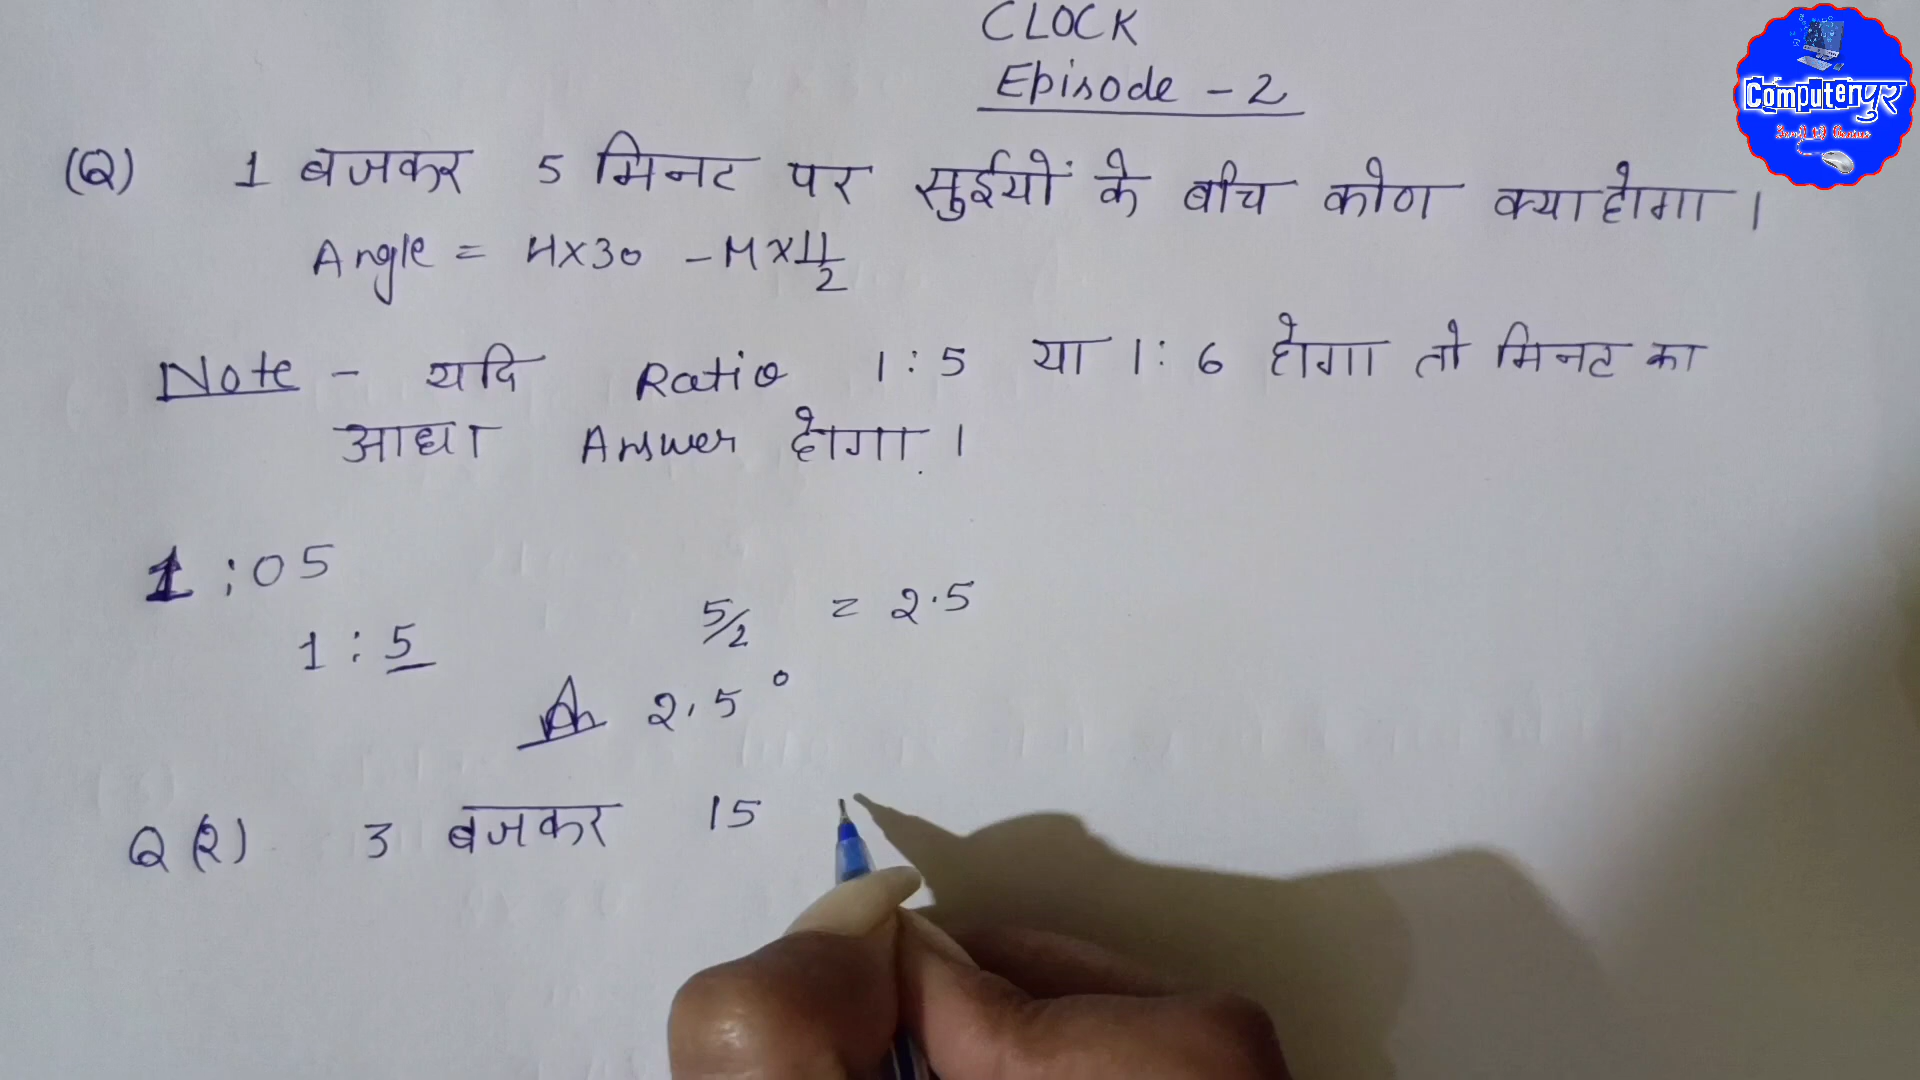 CLOCK
Episode - 2
Computerपुर
(Q) 1 बजकर 5 मिनट पर सुईयों के बीच कोण क्या होगा ।
Angle = H×30 - M×11/2
Note - यदि Ratio 1:5 या 1:6 होगा तो मिनट का
आधा Answer होगा ।
1:05
5/2 = 2.5
1:5
An 2.5°
Q(2) 3 बजकर 15